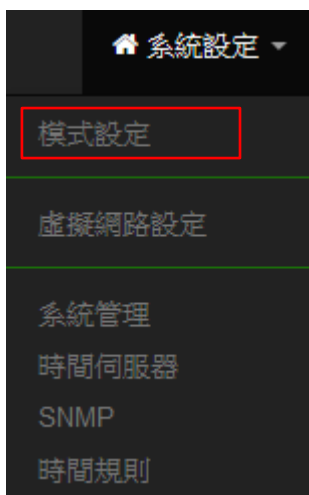 系統設定
模式設定
虛擬網路設定
系統管理
時間伺服器
SNMP
時間規則